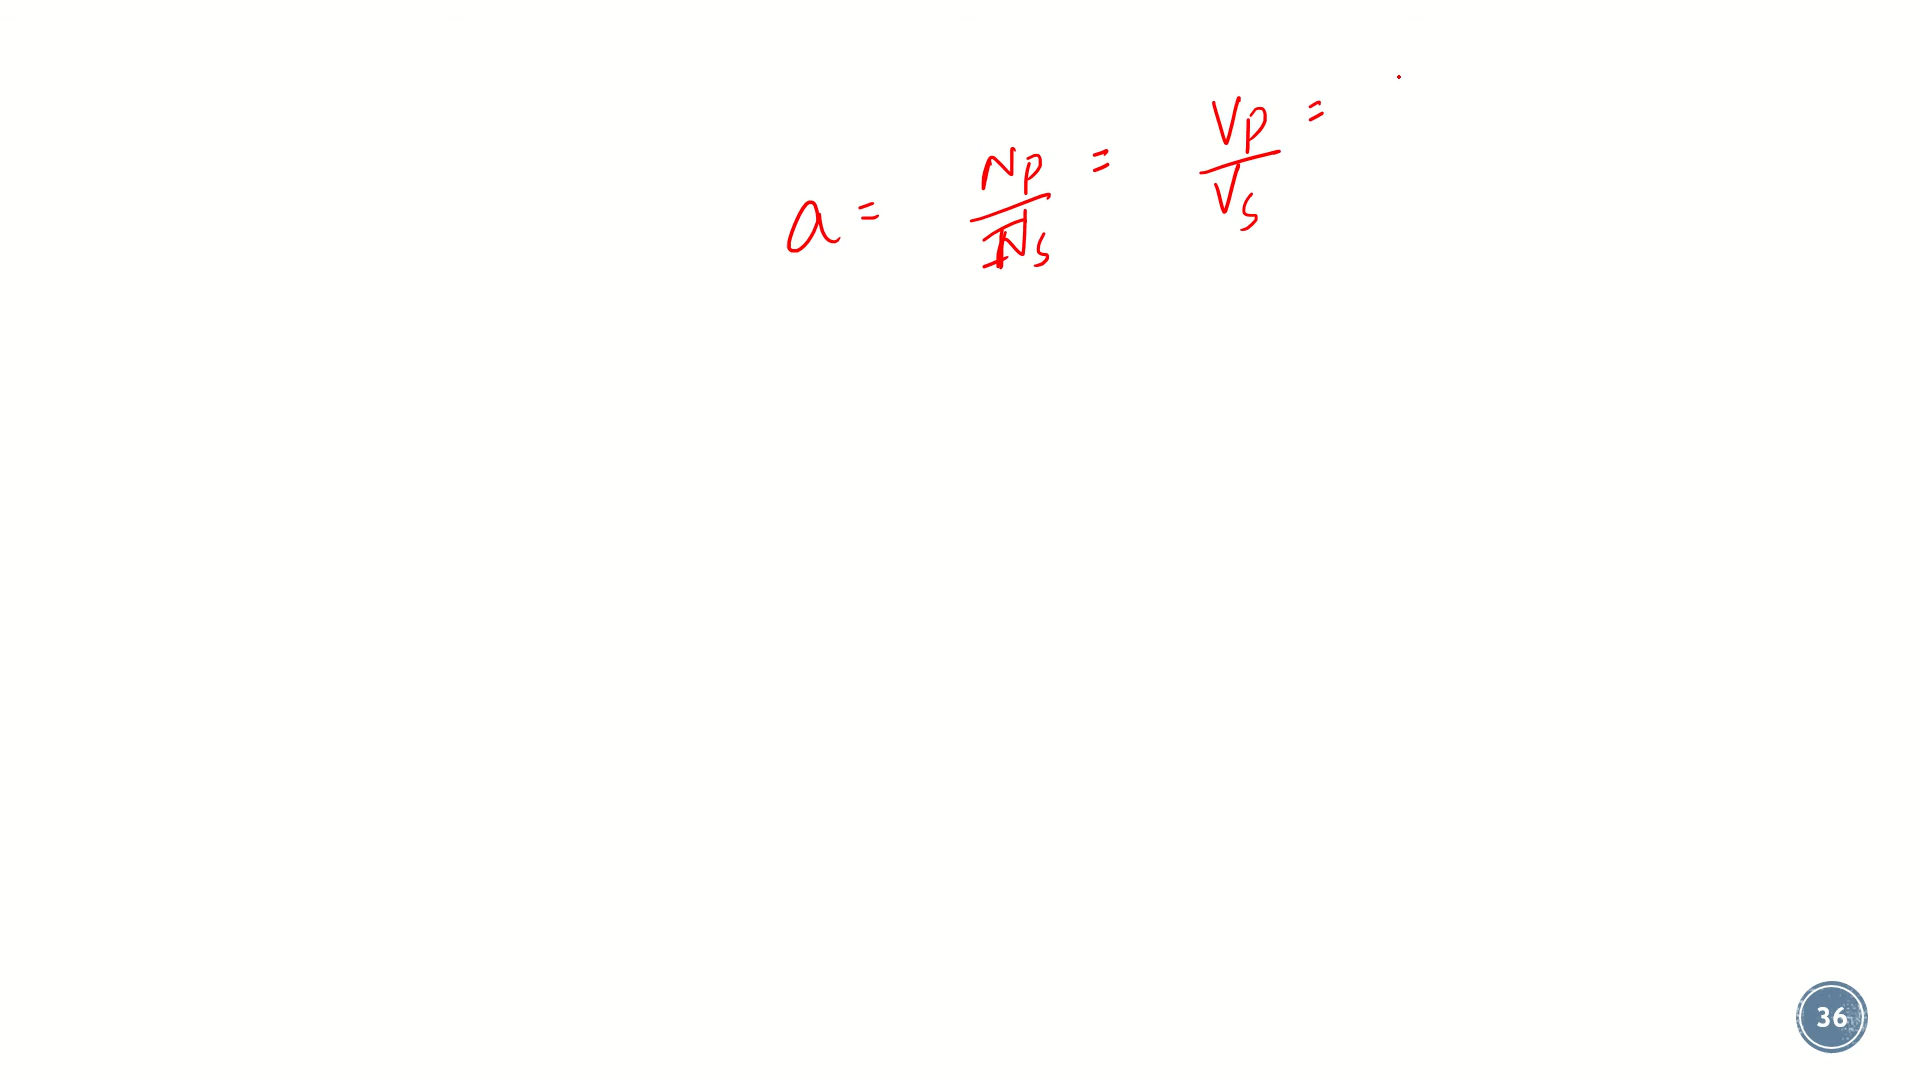 a = Np/Ns = Vp/Vs =
36